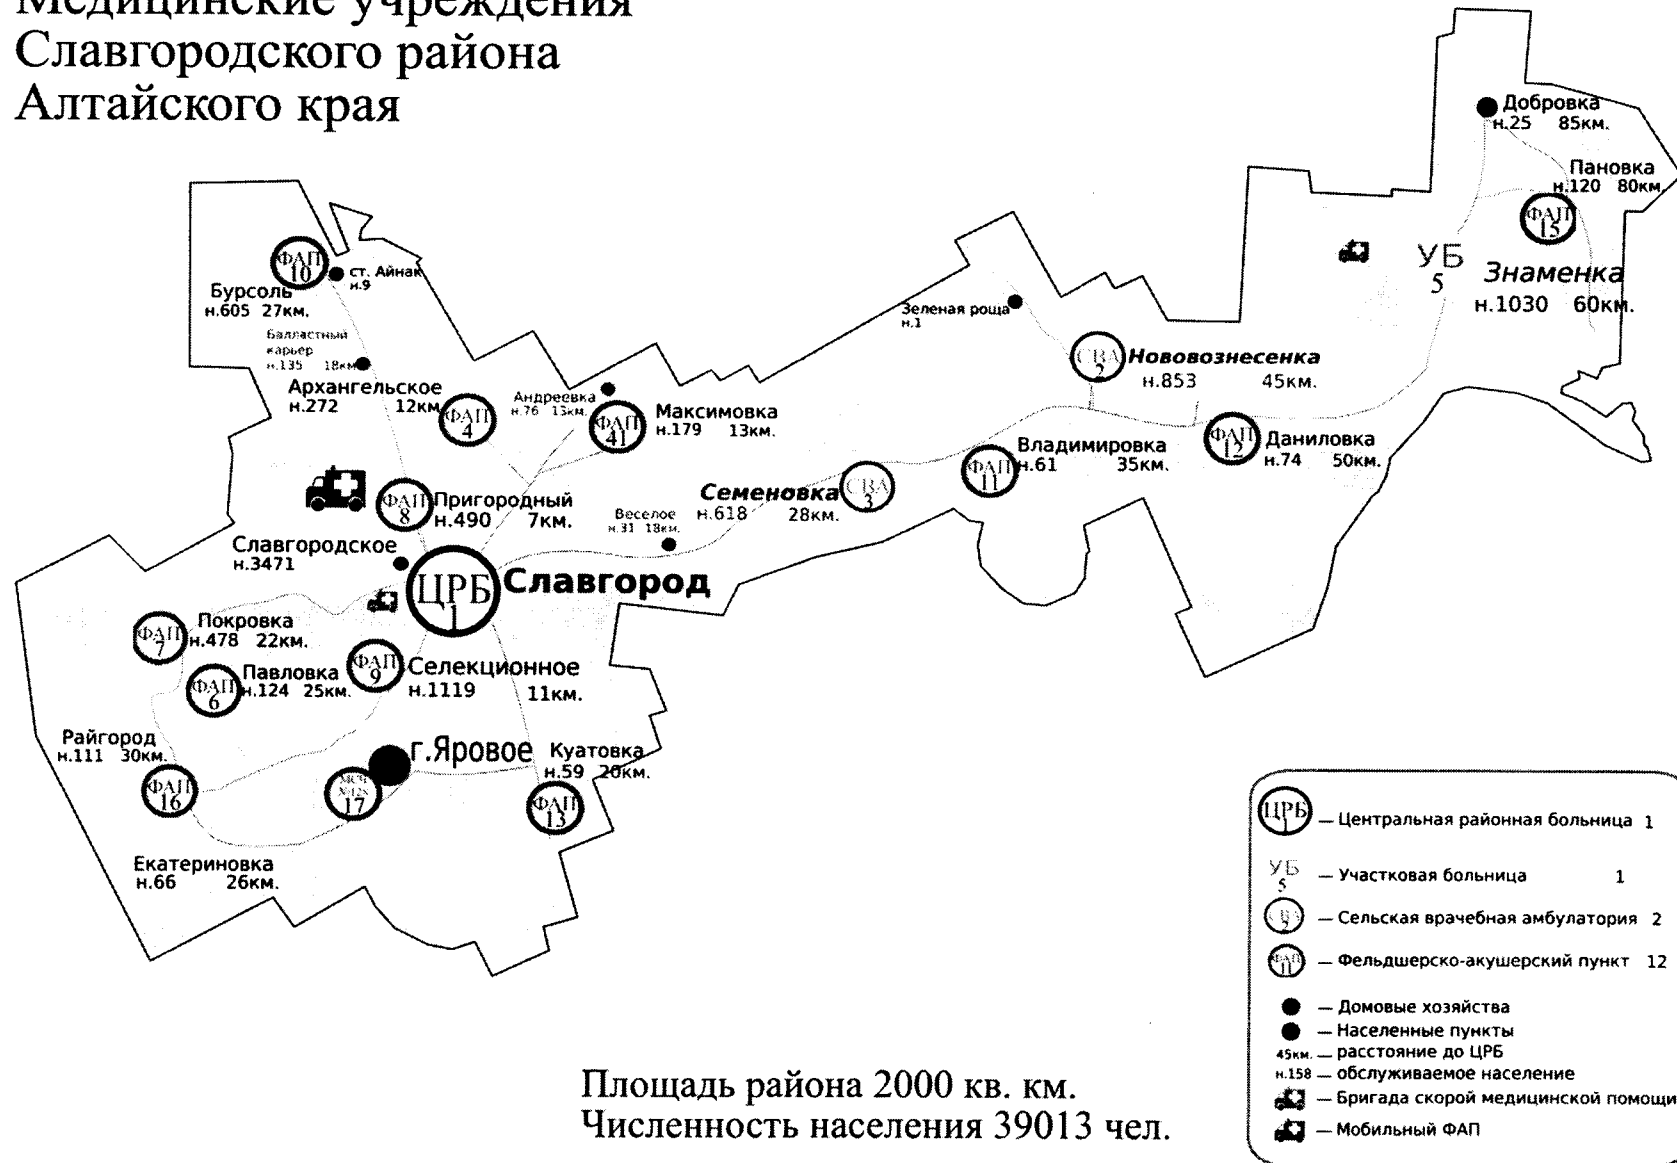 Медицинские учреждения
Славгородского района
Алтайского края
Добровка
н.25 85км.
Пановка
н.120 80км.
ФАП
15
УБ
5
Знаменка
н.1030 60км.
ФАП
10
ст. Айнак
н.9
Бурсоль
н.605 27км.
Балластный
карьер
н.135 18км
Зеленая роща
н.1
СВА
2
Нововознесенка
н.853 45км.
Архангельское
н.272 12км
ФАП
4
Андреевка
н.76 13км.
ФАП
41
Максимовка
н.179 13км.
ФАП
12
Даниловка
н.74 50км.
ФАП
11
Владимировка
н.61 35км.
Семеновка
н.618 28км.
СВА
3
ФАП
8
Пригородный
н.490 7км.
Веселое
н.31 18км.
Славгородское
н.3471
ЦРБ
1
Славгород
ФАП
7
Покровка
н.478 22км.
ФАП
6
Павловка
н.124 25км.
ФАП
9
Селекционное
н.1119 11км.
Райгород
н.111 30км.
ФАП
16
г.Яровое
МСЧ
№128
17
Куатовка
н.59 20км.
ФАП
13
Екатериновка
н.66 26км.
ЦРБ
1
— Центральная районная больница 1
УБ
5
— Участковая больница 1
СВА
2
— Сельская врачебная амбулатория 2
ФАП
11
— Фельдшерско-акушерский пункт 12
— Домовые хозяйства
— Населенные пункты
45км. — расстояние до ЦРБ
н.158 — обслуживаемое население
— Бригада скорой медицинской помощи
— Мобильный ФАП
Площадь района 2000 кв. км.
Численность населения 39013 чел.